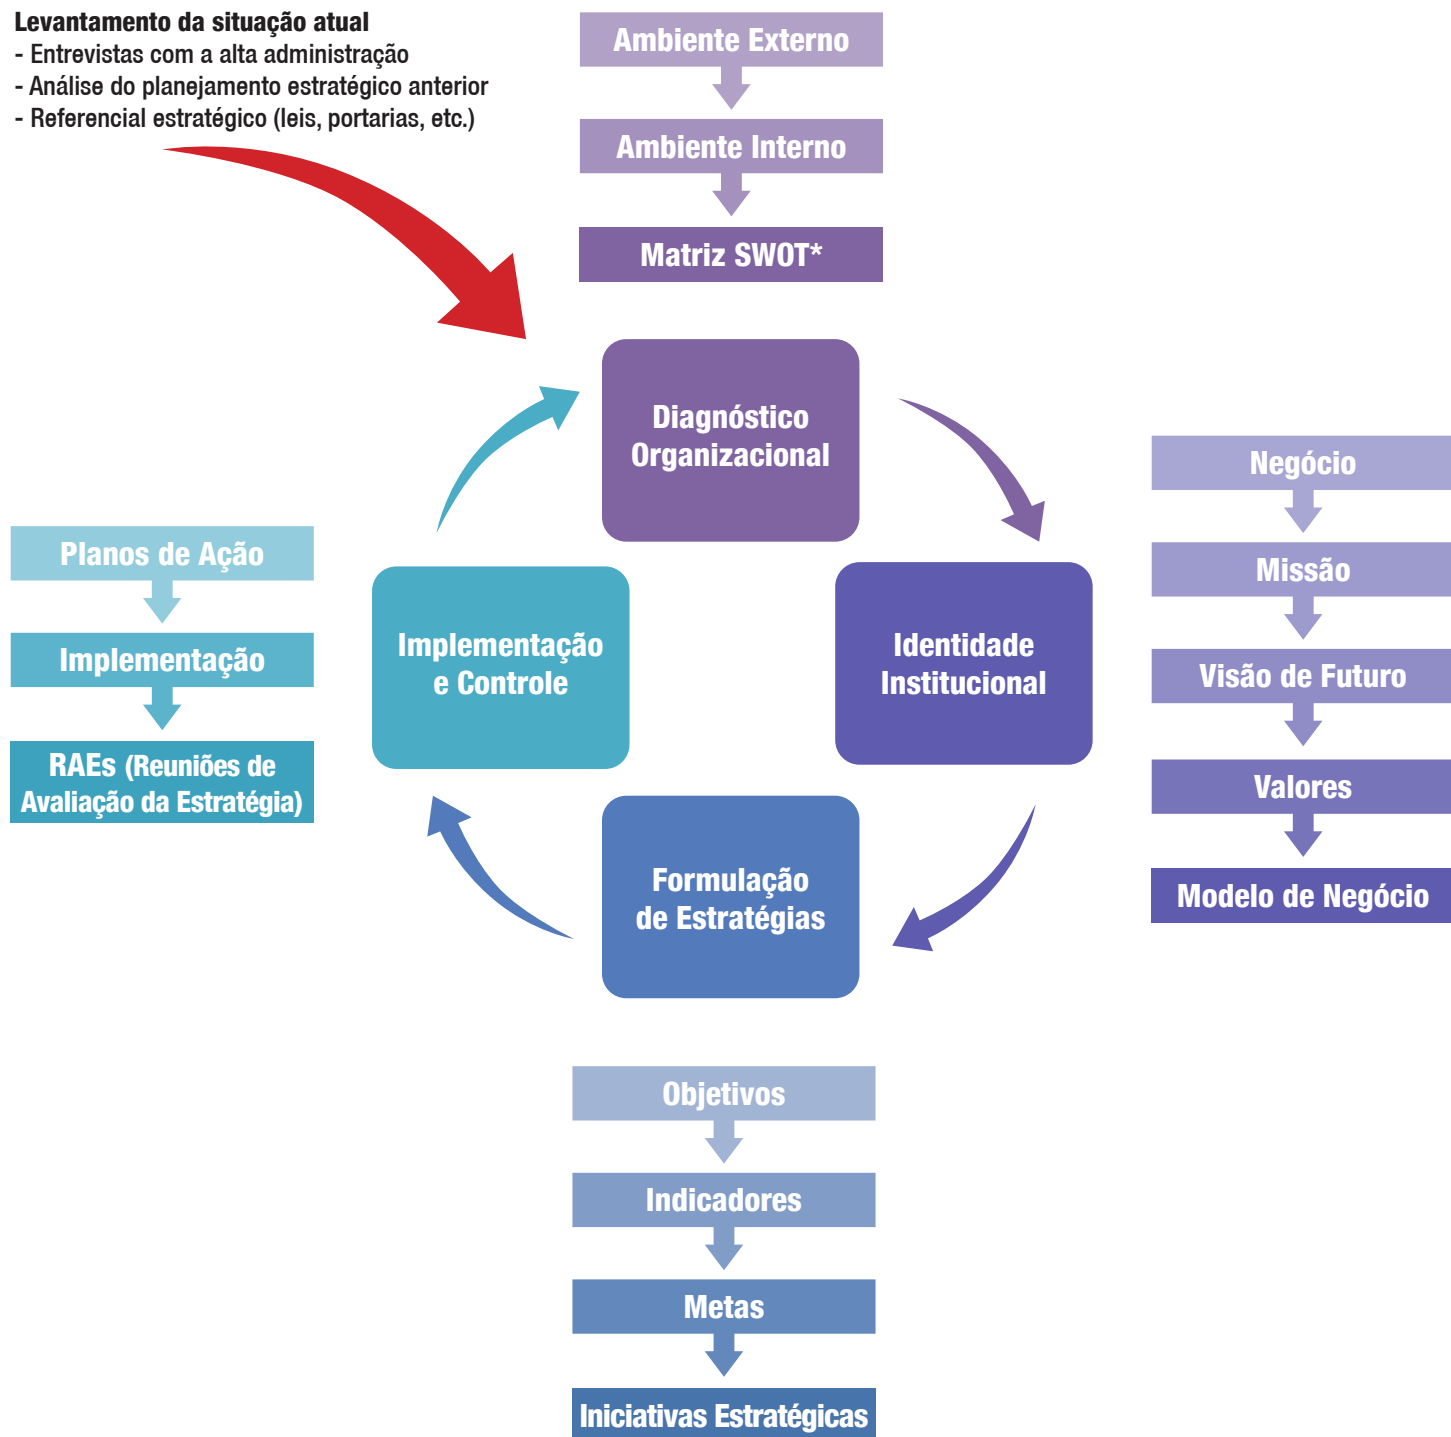 Levantamento da situação atual
- Entrevistas com a alta administração
- Análise do planejamento estratégico anterior
- Referencial estratégico (leis, portarias, etc.)
Ambiente Externo
Ambiente Interno
Matriz SWOT*
Diagnóstico
Organizacional
Negócio
Missão
Visão de Futuro
Valores
Modelo de Negócio
Identidade
Institucional
Planos de Ação
Implementação
RAEs (Reuniões de
Avaliação da Estratégia)
Implementação
e Controle
Formulação
de Estratégias
Objetivos
Indicadores
Metas
Iniciativas Estratégicas